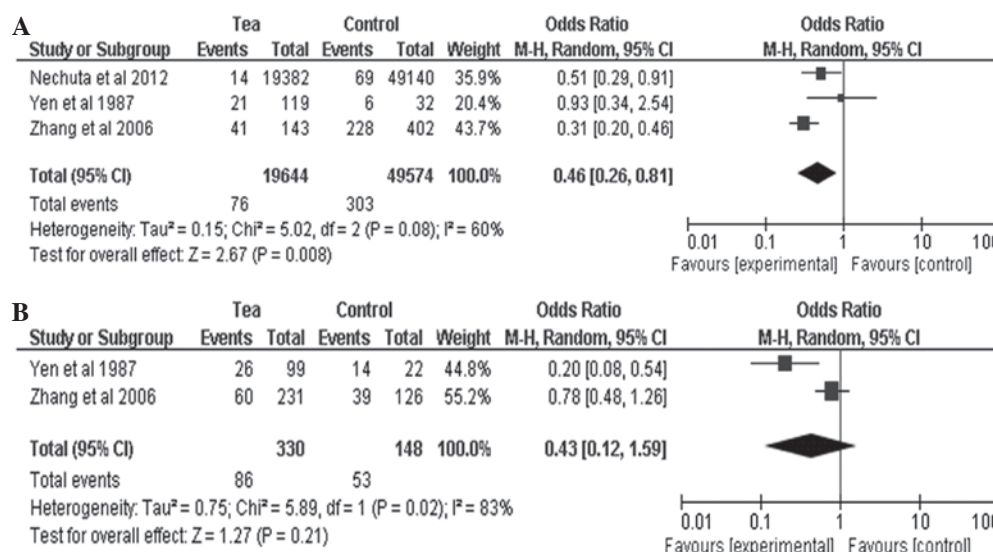 A Tea Control Odds Ratio Odds Ratio
Study or Subgroup Events Total Events Total Weight M-H, Random, 95% CI M-H, Random, 95% CI
Nechuta et al 2012 14 19382 69 49140 35.9% 0.51 [0.29, 0.91]
Yen et al 1987 21 119 6 32 20.4% 0.93 [0.34, 2.54]
Zhang et al 2006 41 143 228 402 43.7% 0.31 [0.20, 0.46]
Total (95% CI) 19644 49574 100.0% 0.46 [0.26, 0.81]
Total events 76 303
Heterogeneity: Tau² = 0.15; Chi² = 5.02, df = 2 (P = 0.08); I² = 60%
Test for overall effect: Z = 2.67 (P = 0.008)
0.01 0.1 1 10
Favours [experimental] Favours [control]
B Tea Control Odds Ratio Odds Ratio
Study or Subgroup Events Total Events Total Weight M-H, Random, 95% CI M-H, Random, 95% CI
Yen et al 1987 26 99 14 22 44.8% 0.20 [0.08, 0.54]
Zhang et al 2006 60 231 39 126 55.2% 0.78 [0.48, 1.26]
Total (95% CI) 330 148 100.0% 0.43 [0.12, 1.59]
Total events 86 53
Heterogeneity: Tau² = 0.75; Chi² = 5.89, df = 1 (P = 0.02); I² = 83%
Test for overall effect: Z = 1.27 (P = 0.21)
0.01 0.1 1 10
Favours [experimental] Favours [control]